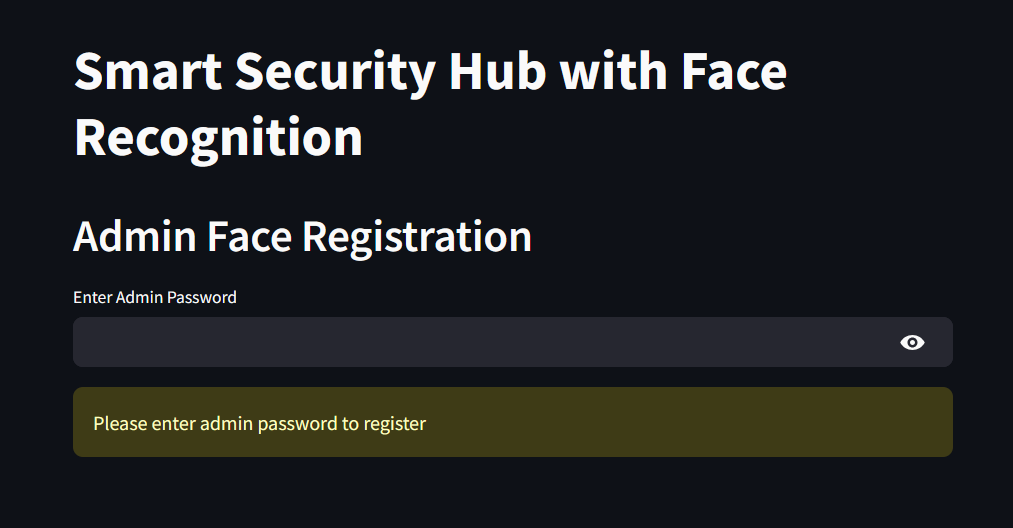 Smart Security Hub with Face
Recognition
Admin Face Registration
Enter Admin Password
Please enter admin password to register